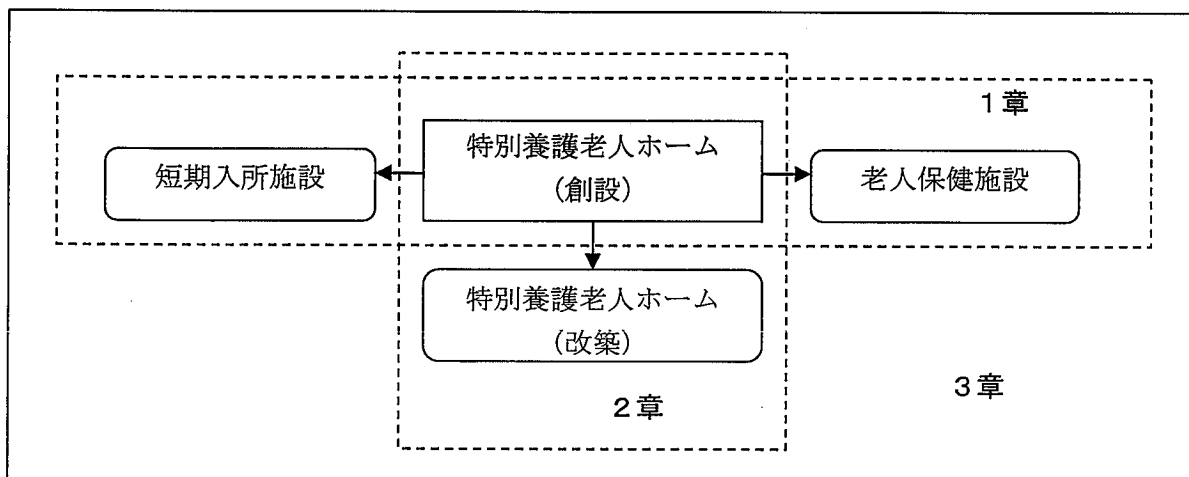 1章
特別養護老人ホーム
(創設)
短期入所施設
老人保健施設
特別養護老人ホーム
(改築)
2章
3章